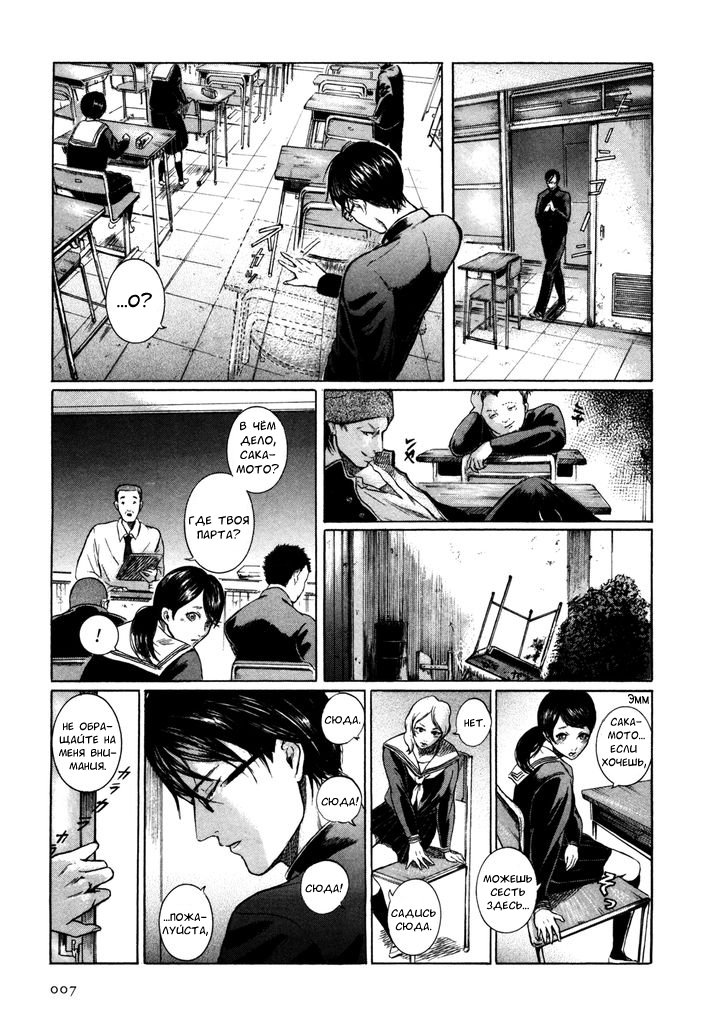 ...О?
В ЧЁМ
ДЕЛО,
САКА-
МОТО?
ГДЕ ТВОЯ
ПАРТА?
!
ЭММ
САКА-
МОТО...
ЕСЛИ
ХОЧЕШЬ,
МОЖЕШЬ
СЕСТЬ
ЗДЕСЬ...
НЕТ.
САДИСЬ
СЮДА.
СЮДА.
СЮДА!
СЮДА!
...ПОЖА-
ЛУЙСТА,
НЕ ОБРА-
ЩАЙТЕ НА
МЕНЯ ВНИ-
МАНИЯ.
007